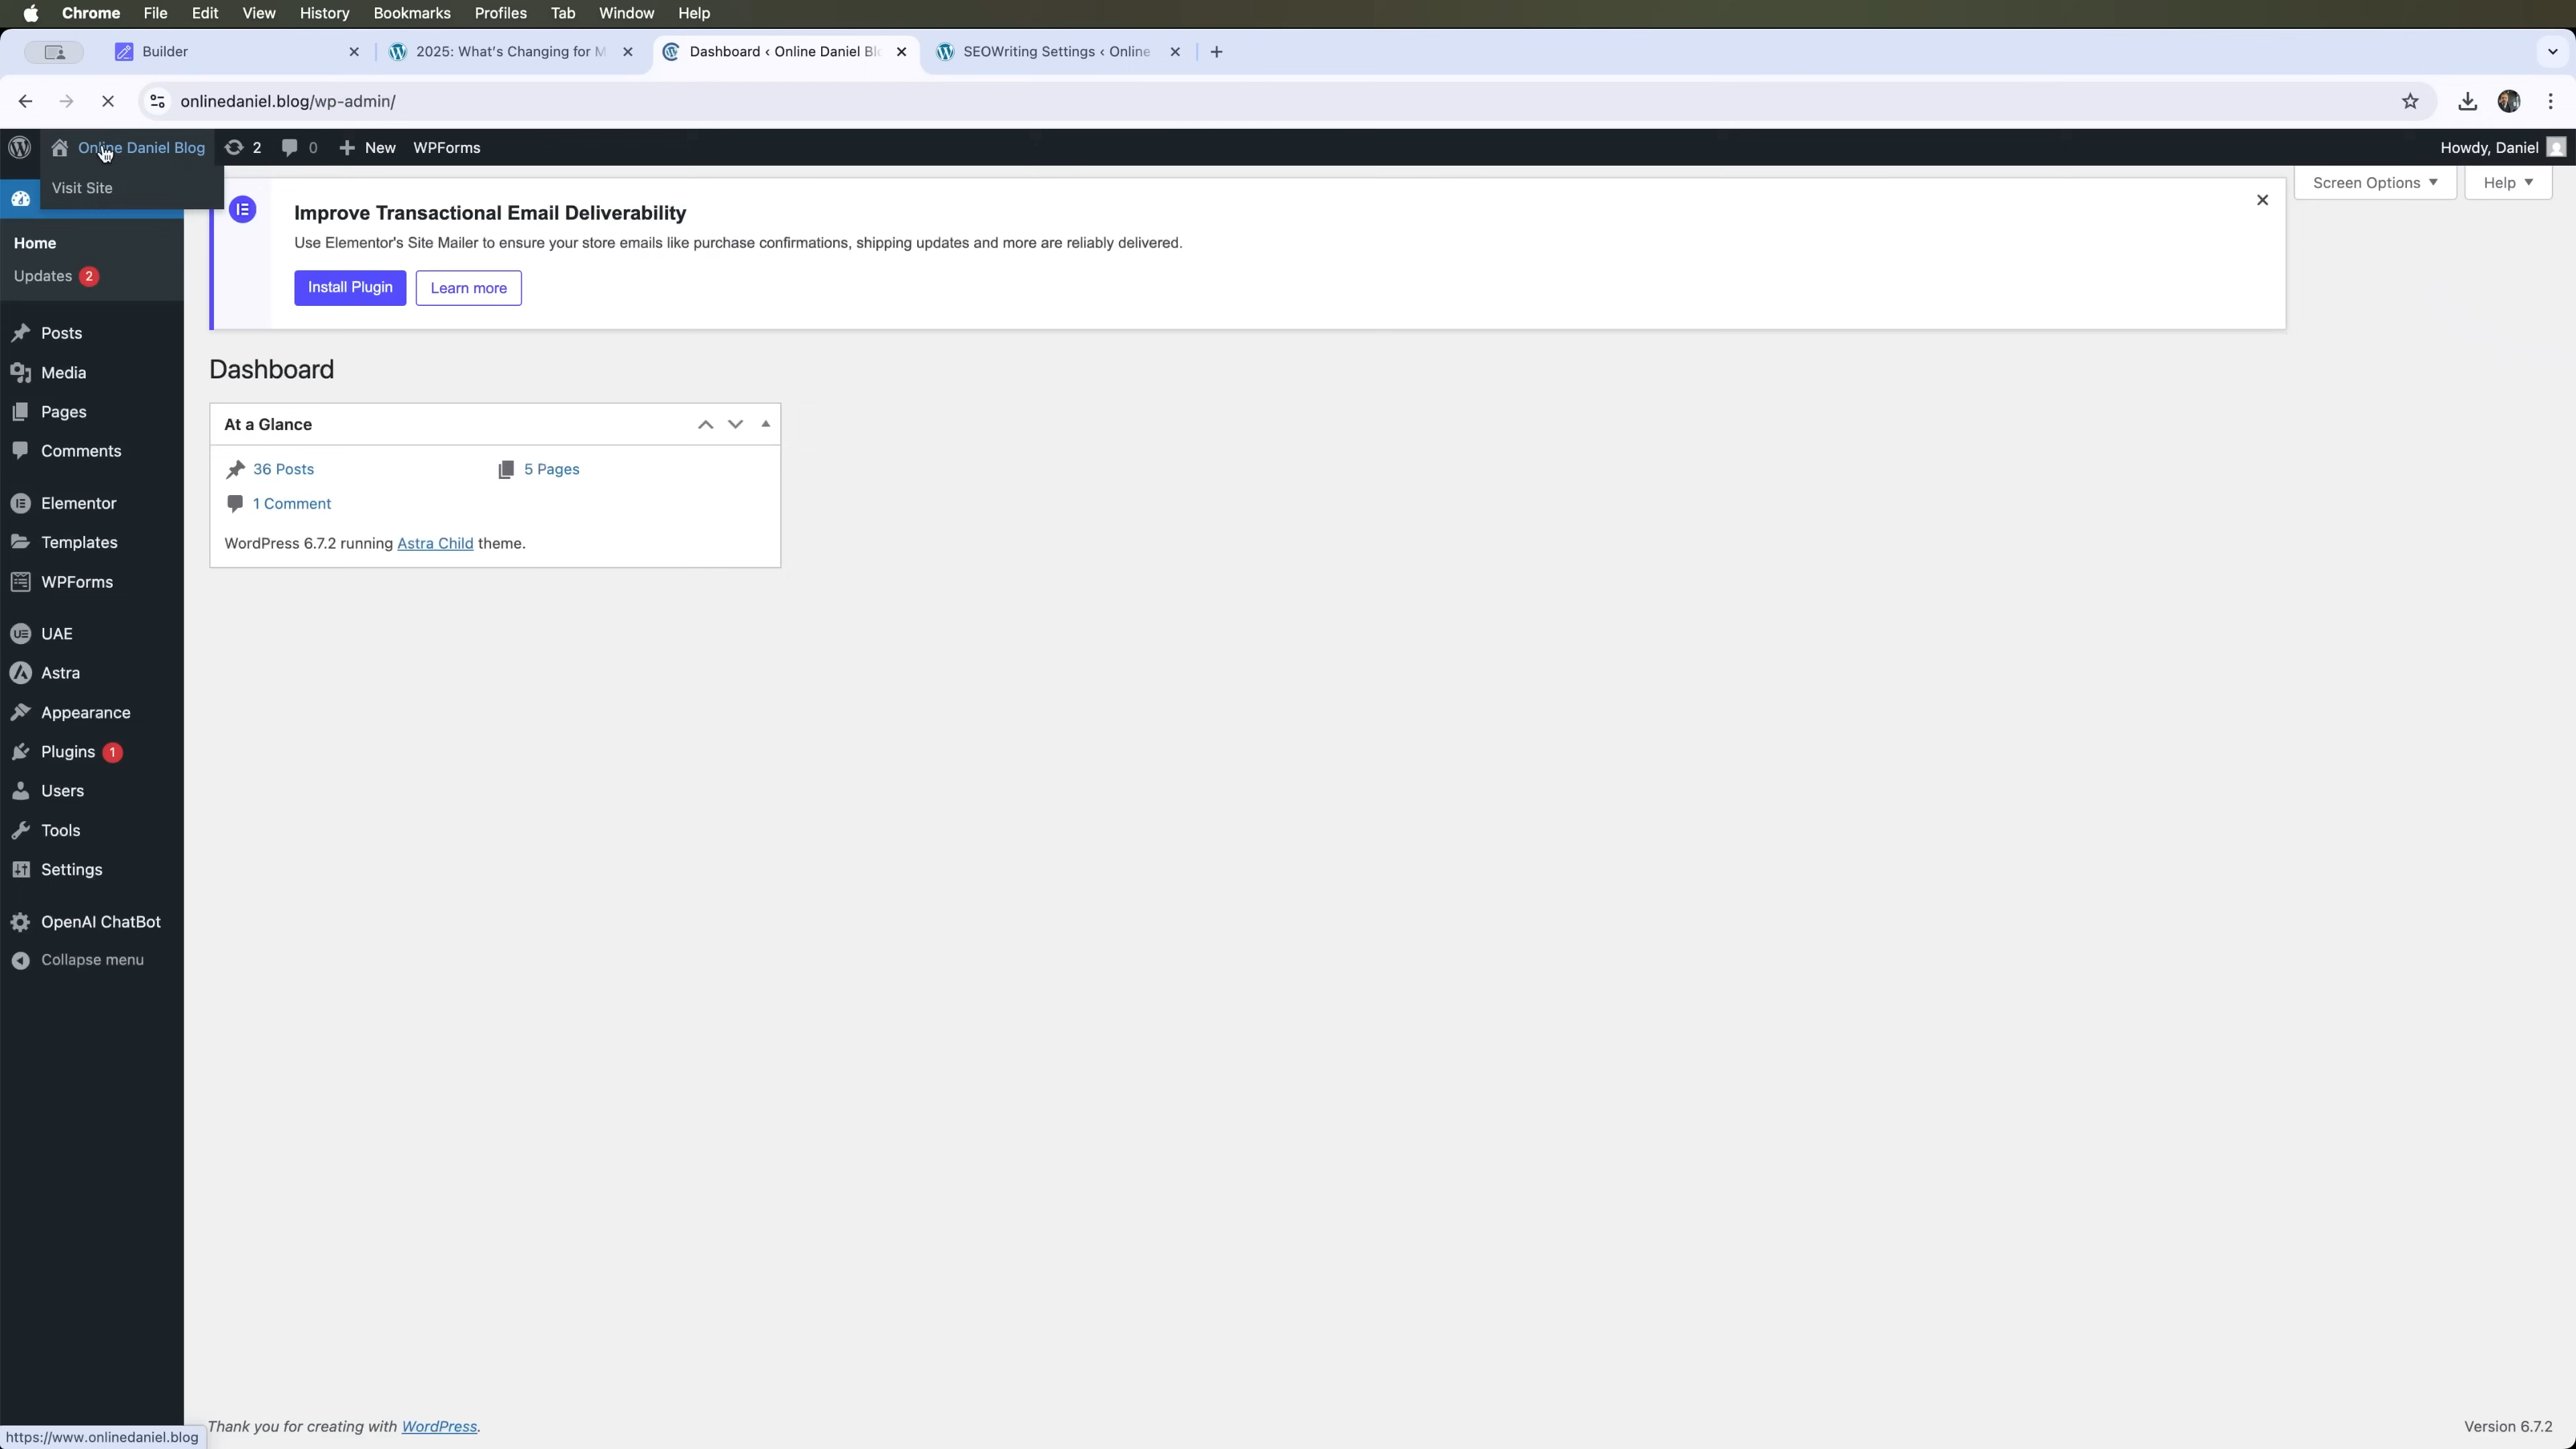 Chrome File Edit View History Bookmarks Profiles Tab Window Help
Builder
2025: What's Changing for M
Dashboard ‹ Online Daniel Blo
SEOWriting Settings ‹ Online
onlinedaniel.blog/wp-admin/
Online Daniel Blog
2
0
New
WPForms
Howdy, Daniel
Visit Site
Screen Options
Help
Improve Transactional Email Deliverability
Use Elementor's Site Mailer to ensure your store emails like purchase confirmations, shipping updates and more are reliably delivered.
Install Plugin
Learn more
Home
Updates 2
Posts
Media
Pages
Comments
Elementor
Templates
WPForms
UAE
Astra
Appearance
Plugins 1
Users
Tools
Settings
OpenAI ChatBot
Collapse menu
Dashboard
At a Glance
36 Posts
5 Pages
1 Comment
WordPress 6.7.2 running Astra Child theme.
Thank you for creating with WordPress.
Version 6.7.2
https://www.onlinedaniel.blog